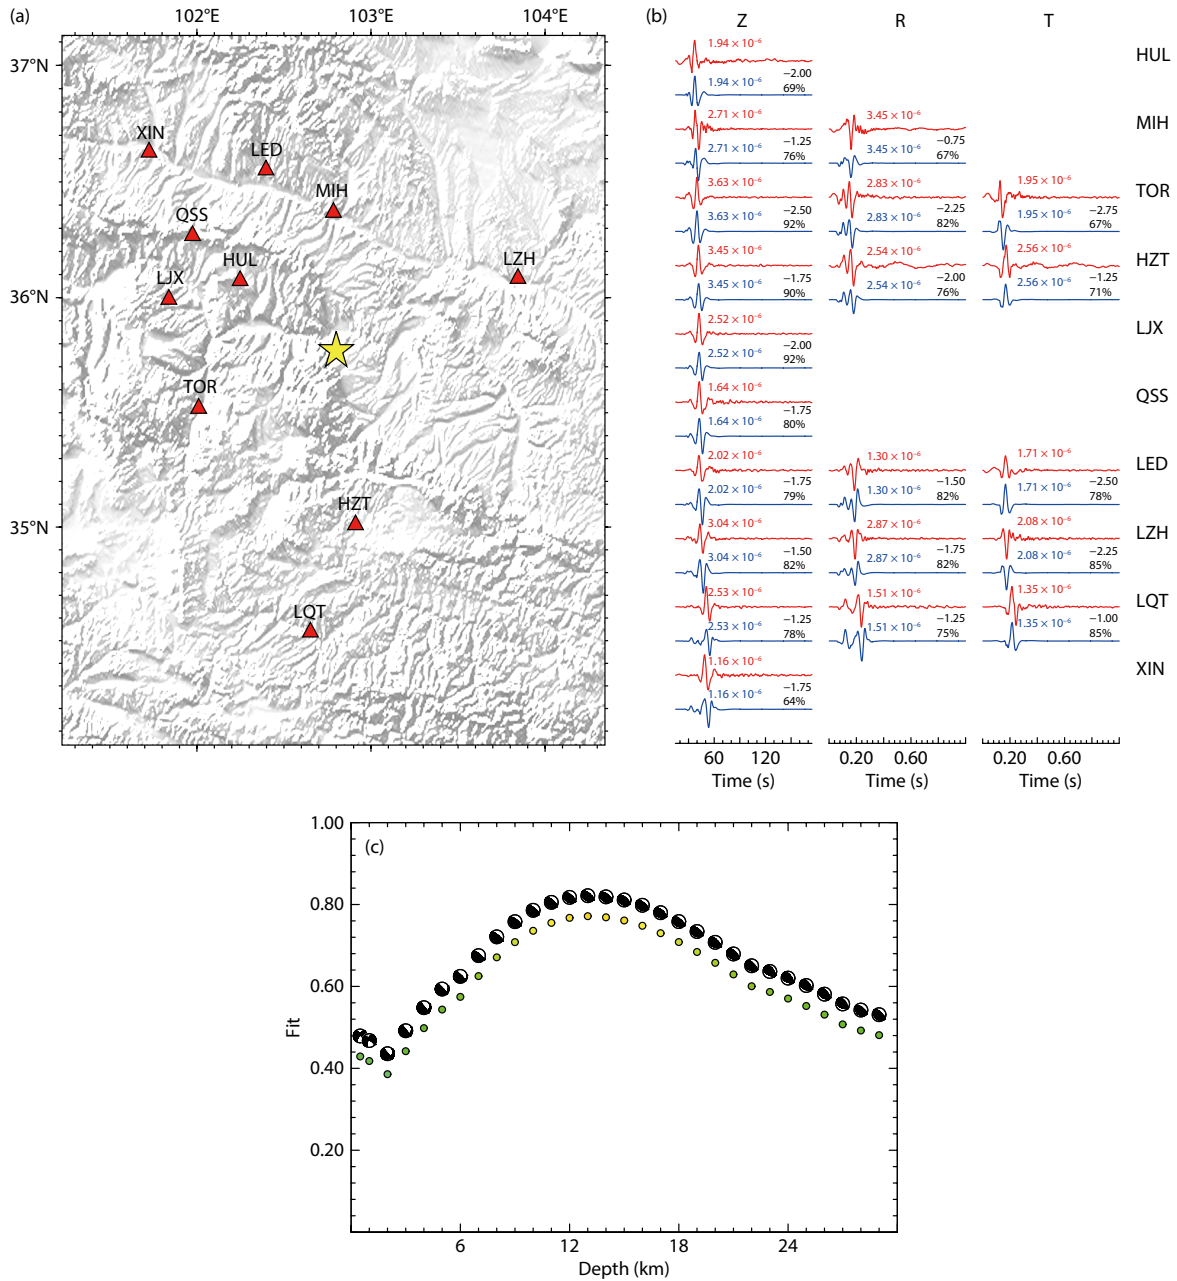 (a)
102°E 103°E 104°E
37°N
36°N
35°N
XIN
LED
MIH
QSS
HUL
LZH
LJX
TOR
HZT
LQT
(b)
Z R T
1.94 × 10⁻⁶ HUL
−2.00
1.94 × 10⁻⁶ 69%
2.71 × 10⁻⁶ 3.45 × 10⁻⁶ MIH
−1.25 −0.75
2.71 × 10⁻⁶ 76% 3.45 × 10⁻⁶ 67%
3.63 × 10⁻⁶ 2.83 × 10⁻⁶ 1.95 × 10⁻⁶ TOR
−2.50 −2.25 −2.75
3.63 × 10⁻⁶ 92% 2.83 × 10⁻⁶ 82% 1.95 × 10⁻⁶ 67%
3.45 × 10⁻⁶ 2.54 × 10⁻⁶ 2.56 × 10⁻⁶ HZT
−1.75 −2.00 −1.25
3.45 × 10⁻⁶ 90% 2.54 × 10⁻⁶ 76% 2.56 × 10⁻⁶ 71%
2.52 × 10⁻⁶ LJX
−2.00
2.52 × 10⁻⁶ 92%
1.64 × 10⁻⁶ QSS
−1.75
1.64 × 10⁻⁶ 80%
2.02 × 10⁻⁶ 1.30 × 10⁻⁶ 1.71 × 10⁻⁶ LED
−1.75 −1.50 −2.50
2.02 × 10⁻⁶ 79% 1.30 × 10⁻⁶ 82% 1.71 × 10⁻⁶ 78%
3.04 × 10⁻⁶ 2.87 × 10⁻⁶ 2.08 × 10⁻⁶ LZH
−1.50 −1.75 −2.25
3.04 × 10⁻⁶ 82% 2.87 × 10⁻⁶ 82% 2.08 × 10⁻⁶ 85%
2.53 × 10⁻⁶ 1.51 × 10⁻⁶ 1.35 × 10⁻⁶ LQT
−1.25 −1.25 −1.00
2.53 × 10⁻⁶ 78% 1.51 × 10⁻⁶ 75% 1.35 × 10⁻⁶ 85%
1.16 × 10⁻⁶ XIN
−1.75
1.16 × 10⁻⁶ 64%
60 120 0.20 0.60 0.20 0.60
Time (s) Time (s) Time (s)
(c)
1.00
0.80
0.60
0.40
0.20
Fit
6 12 18 24
Depth (km)